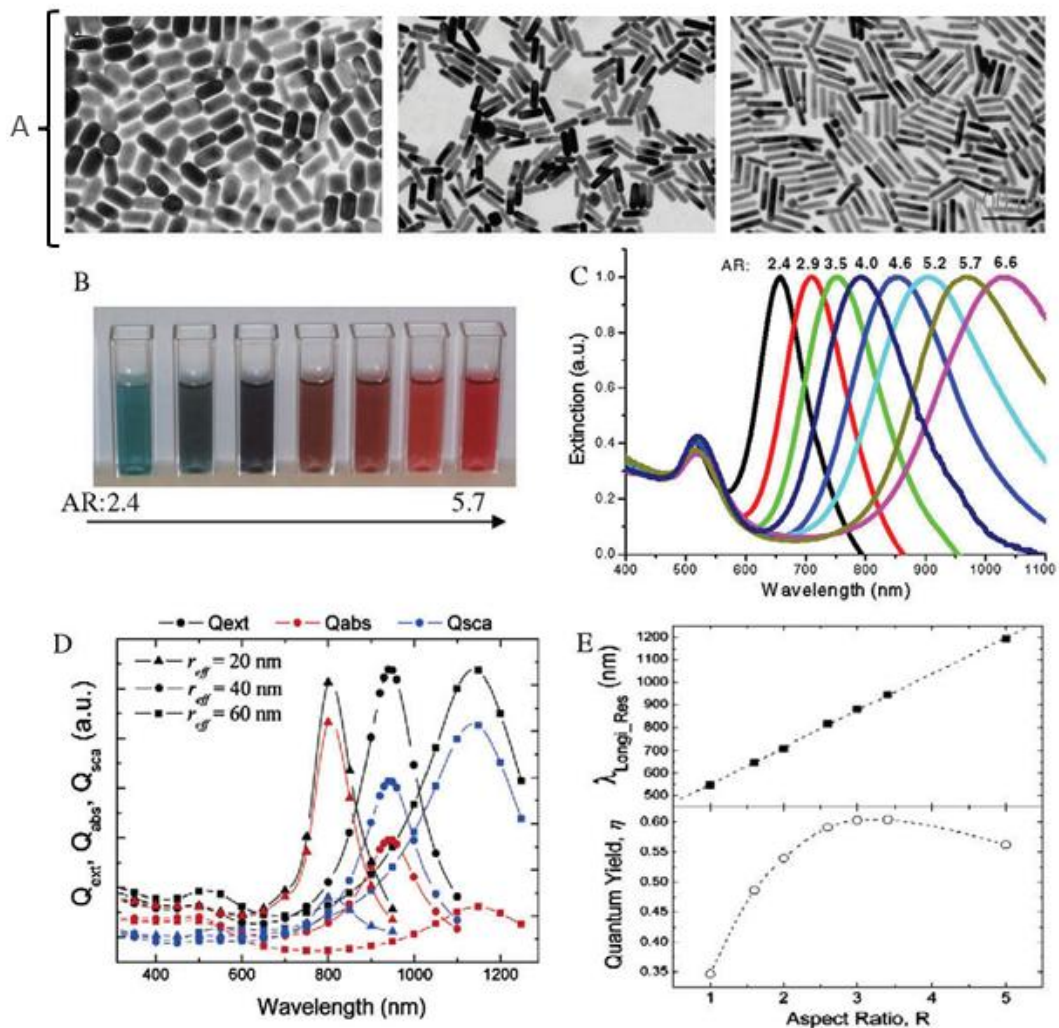 A
B
AR:2.4
5.7
C
AR: 2.4 2.9 3.5 4.0 4.6 5.2 5.7 6.6
1.0
0.8
0.6
0.4
0.2
0.0
Extinction (a.u.)
400 500 600 700 800 900 1000 1100
Wavelength (nm)
D
Qext Qabs Qsca
r_eff = 20 nm
r_eff = 40 nm
r_eff = 60 nm
Q_ext, Q_abs, Q_sca (a.u.)
400 600 800 1000 1200
Wavelength (nm)
E
1200
1100
1000
900
800
700
600
500
λ_Longi_Res (nm)
0.60
0.55
0.50
0.45
0.40
0.35
Quantum Yield, η
1 2 3 4 5
Aspect Ratio, R